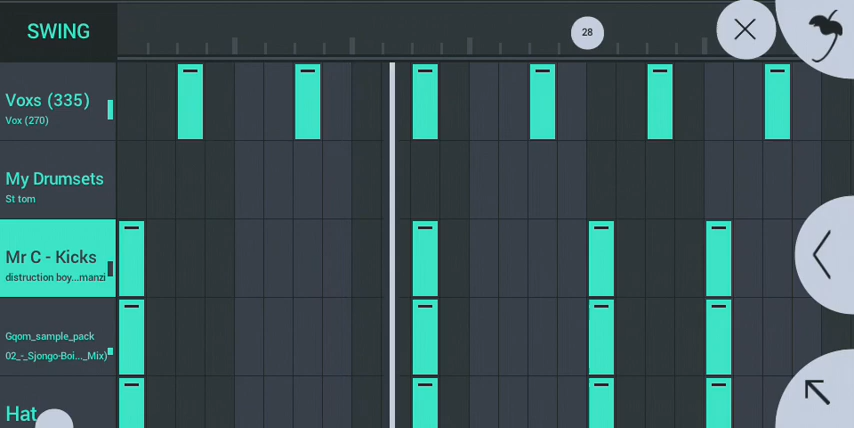 SWING
28
Voxs (335)
Vox (270)
My Drumsets
St tom
Mr C - Kicks
distruction boy...manzi
Gqom_sample_pack
02_-_Sjongo-Boi..._Mix)
Hat